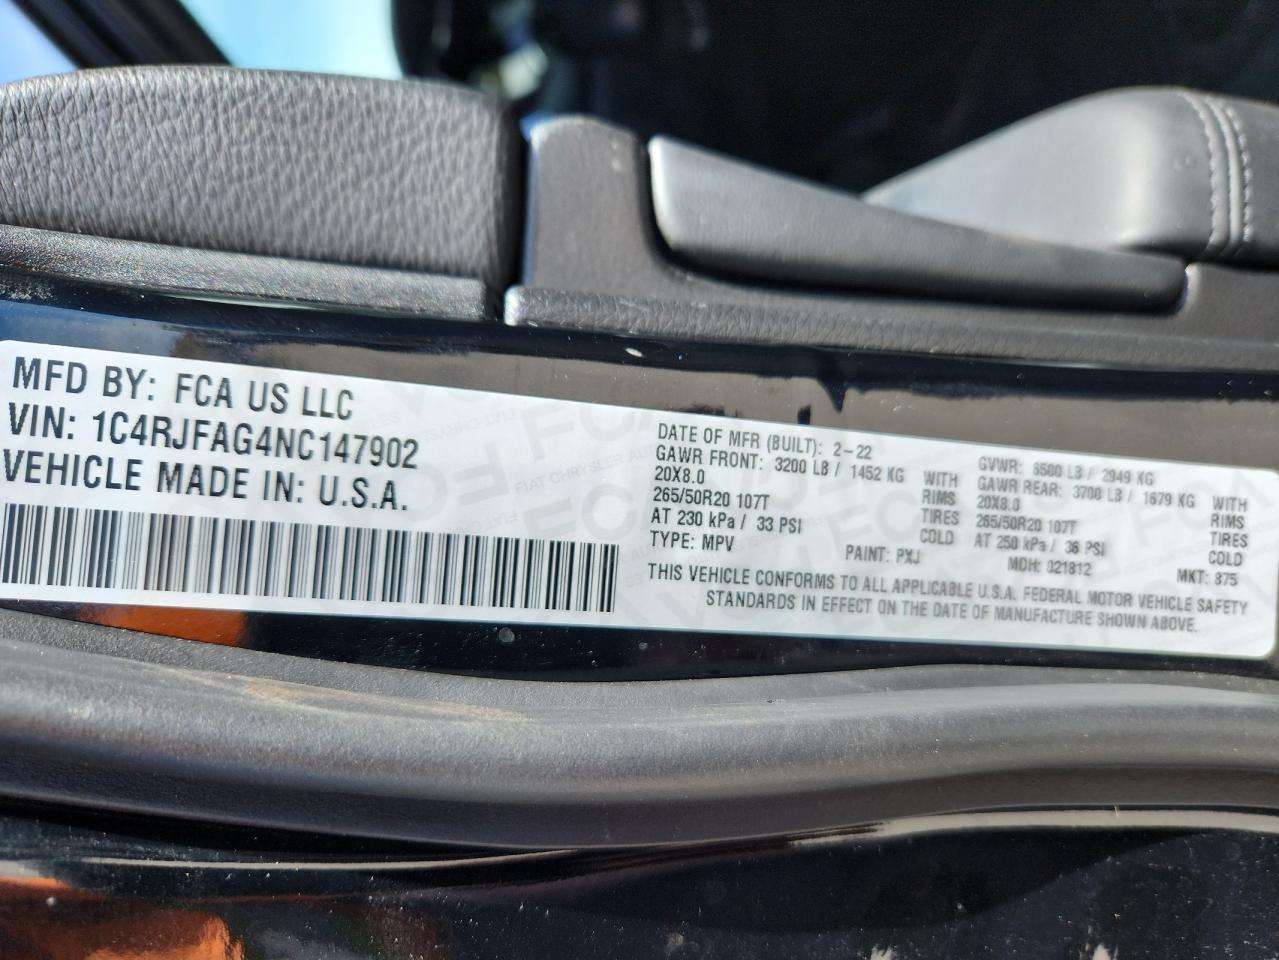 MFD BY: FCA US LLC
VIN: 1C4RJFAG4NC147902
VEHICLE MADE IN: U.S.A.
DATE OF MFR (BUILT): 2-22
GAWR FRONT: 3200 LB / 1452 KG WITH
20X8.0 RIMS
265/50R20 107T TIRES
AT 230 kPa / 33 PSI COLD
TYPE: MPV PAINT: PXJ
GVWR: 6500 LB / 2949 KG
GAWR REAR: 3700 LB / 1679 KG WITH
20X8.0 RIMS
265/50R20 107T TIRES
AT 250 kPa / 36 PSI COLD
MDH: 021812 MKT: 875
THIS VEHICLE CONFORMS TO ALL APPLICABLE U.S.A. FEDERAL MOTOR VEHICLE SAFETY
STANDARDS IN EFFECT ON THE DATE OF MANUFACTURE SHOWN ABOVE.